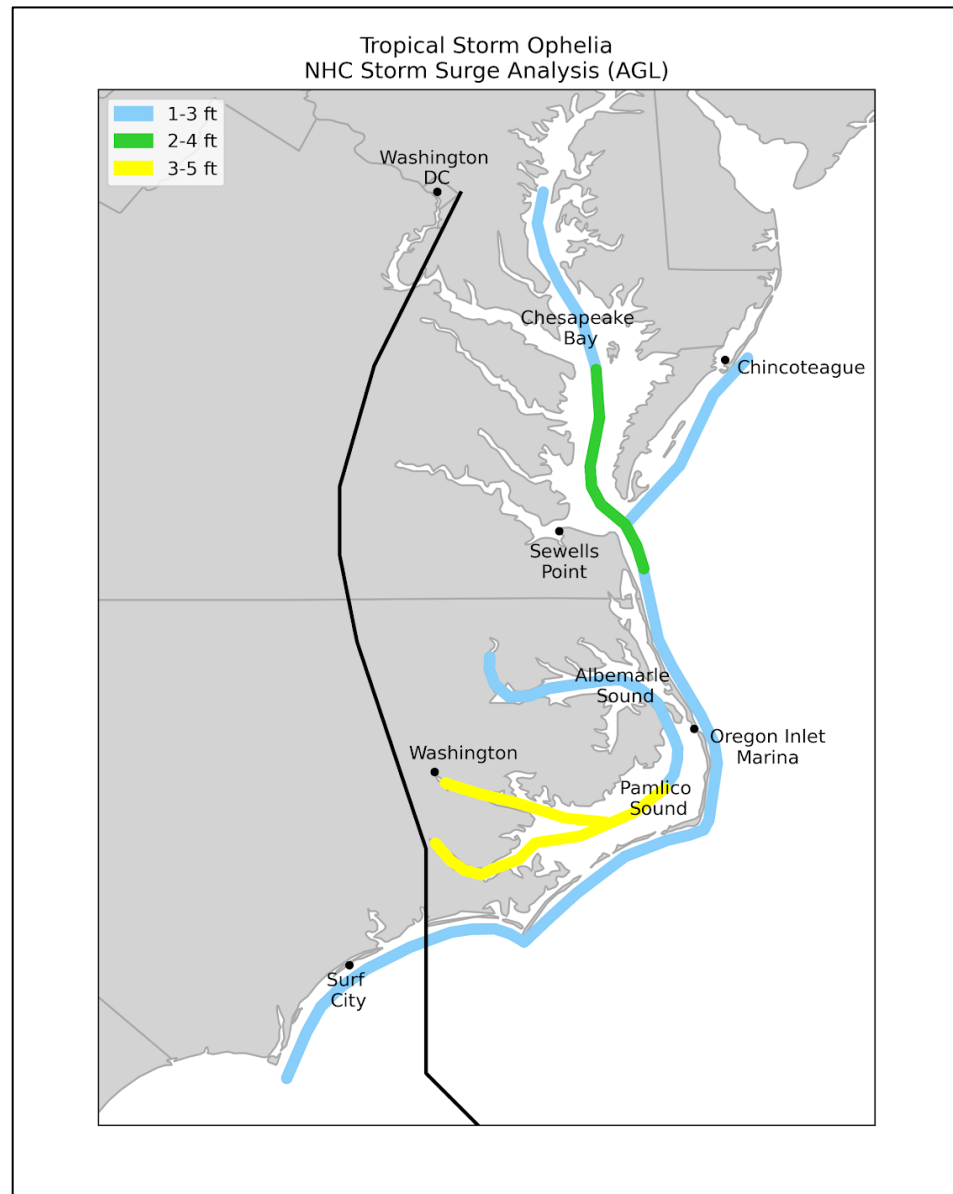 Tropical Storm Ophelia
NHC Storm Surge Analysis (AGL)
1-3 ft
2-4 ft
3-5 ft
Washington
DC
Chesapeake
Bay
Chincoteague
Sewells
Point
Albemarle
Sound
Oregon Inlet
Marina
Washington
Pamlico
Sound
Surf
City